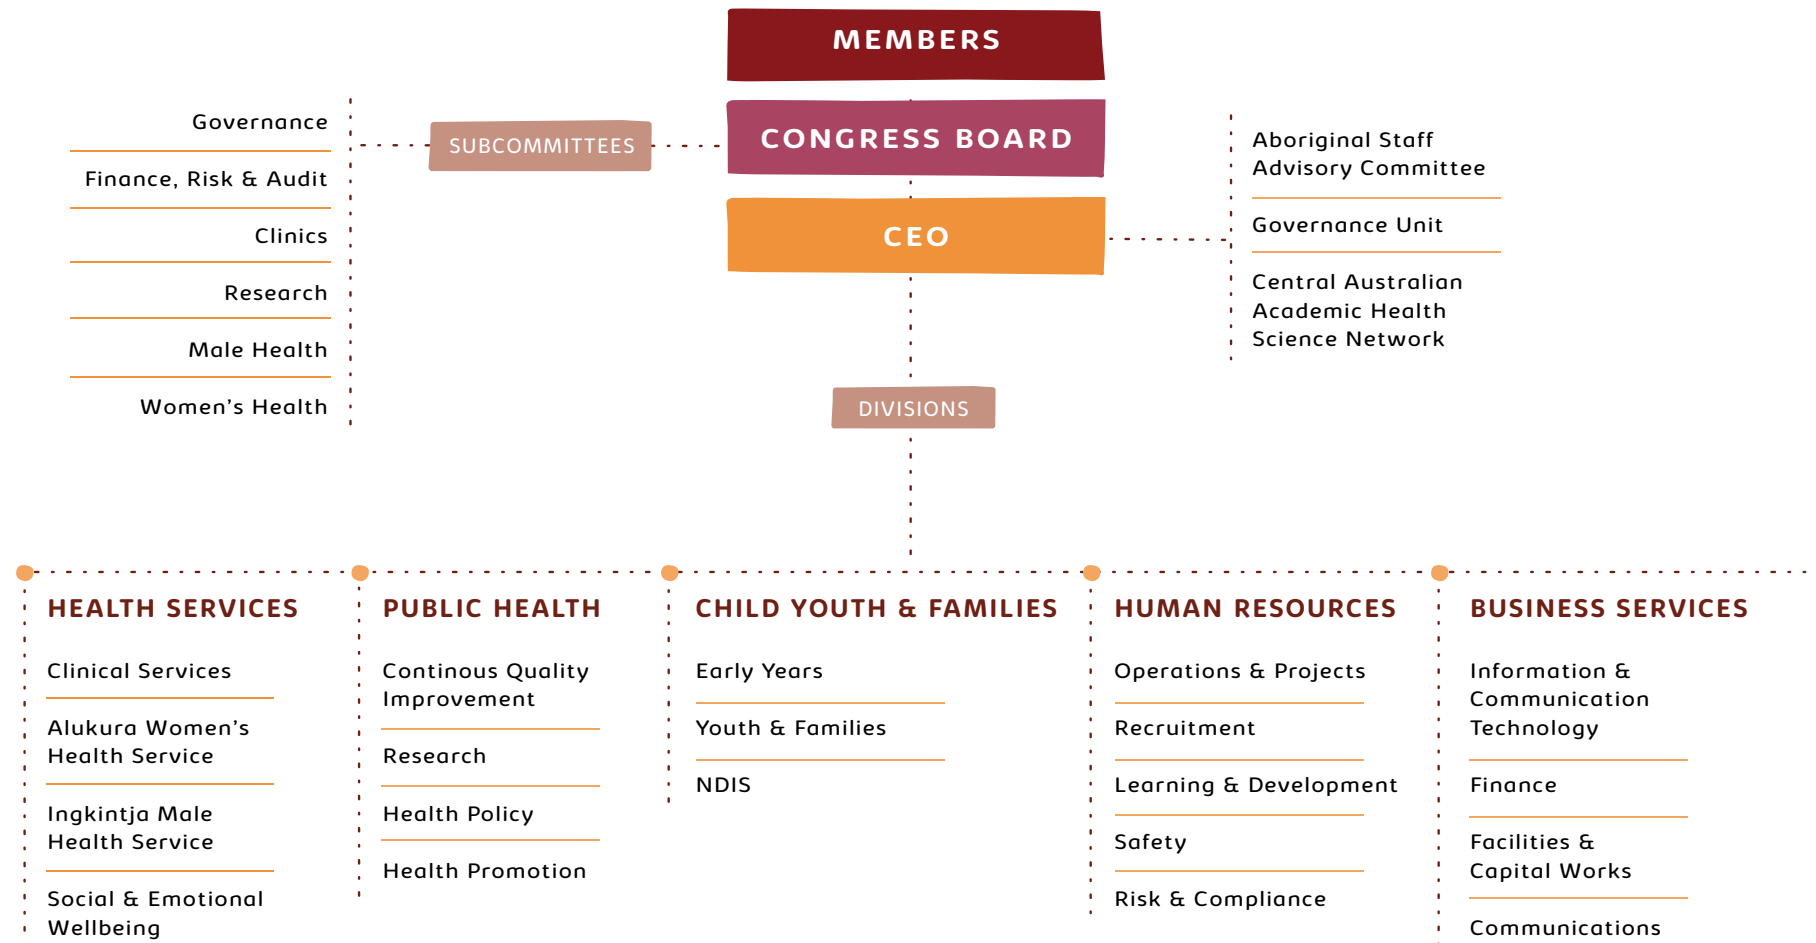 MEMBERS
CONGRESS BOARD
CEO
SUBCOMMITTEES
Governance
Finance, Risk & Audit
Clinics
Research
Male Health
Women's Health
Aboriginal Staff
Advisory Committee
Governance Unit
Central Australian
Academic Health
Science Network
DIVISIONS
HEALTH SERVICES
Clinical Services
Alukura Women's
Health Service
Ingkintja Male
Health Service
Social & Emotional
Wellbeing
PUBLIC HEALTH
Continous Quality
Improvement
Research
Health Policy
Health Promotion
CHILD YOUTH & FAMILIES
Early Years
Youth & Families
NDIS
HUMAN RESOURCES
Operations & Projects
Recruitment
Learning & Development
Safety
Risk & Compliance
BUSINESS SERVICES
Information &
Communication
Technology
Finance
Facilities &
Capital Works
Communications